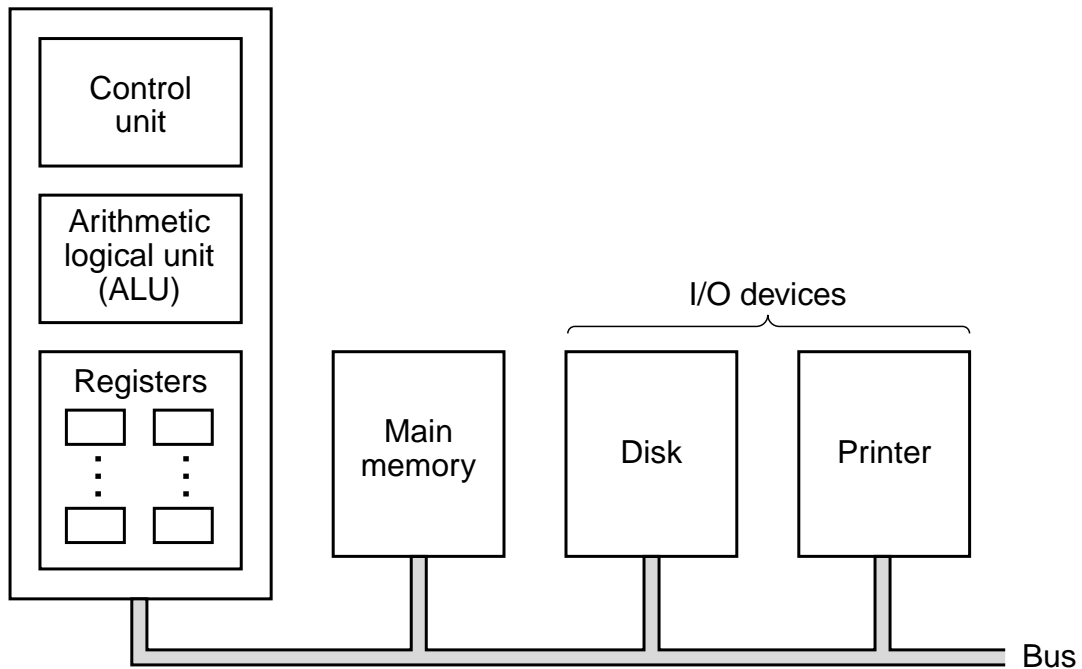 Control
unit
Arithmetic
logical unit
(ALU)
Registers
I/O devices
Main
memory
Disk
Printer
Bus